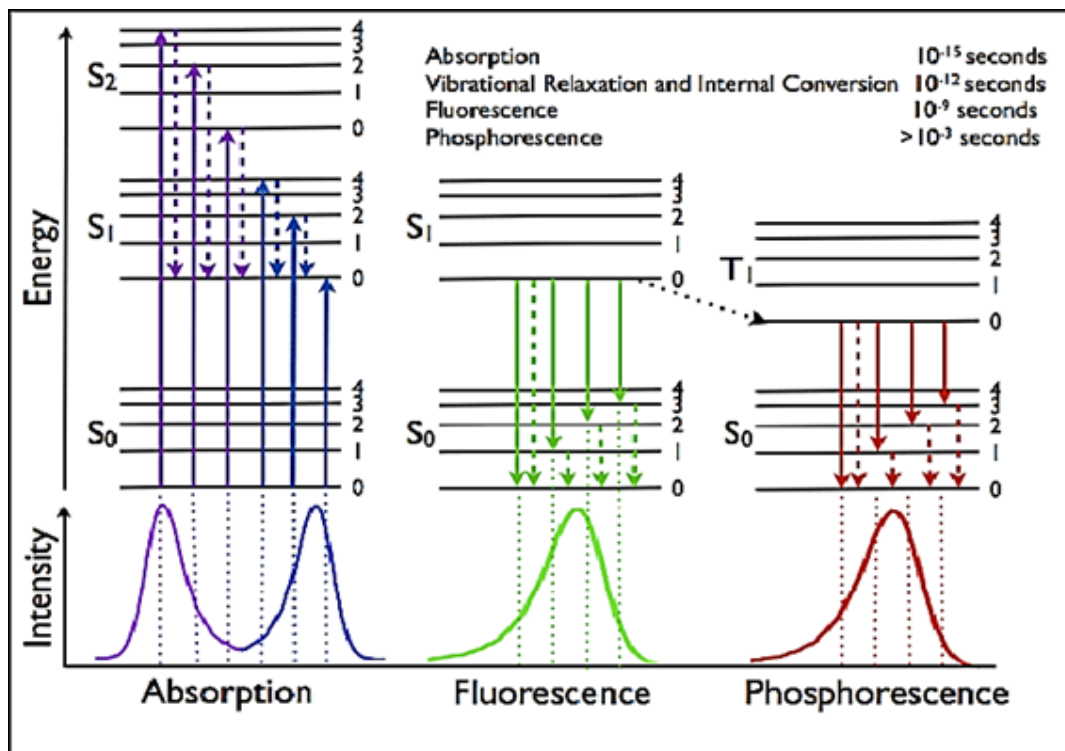 Absorption 10⁻¹⁵ seconds
Vibrational Relaxation and Internal Conversion 10⁻¹² seconds
Fluorescence 10⁻⁹ seconds
Phosphorescence >10⁻³ seconds
Energy
S₂
4
3
2
1
0
S₁
4
3
2
1
0
S₀
4
3
2
1
0
S₁
4
3
2
1
0
S₀
4
3
2
1
0
T₁
4
3
2
1
0
S₀
4
3
2
1
0
Intensity
Absorption Fluorescence Phosphorescence